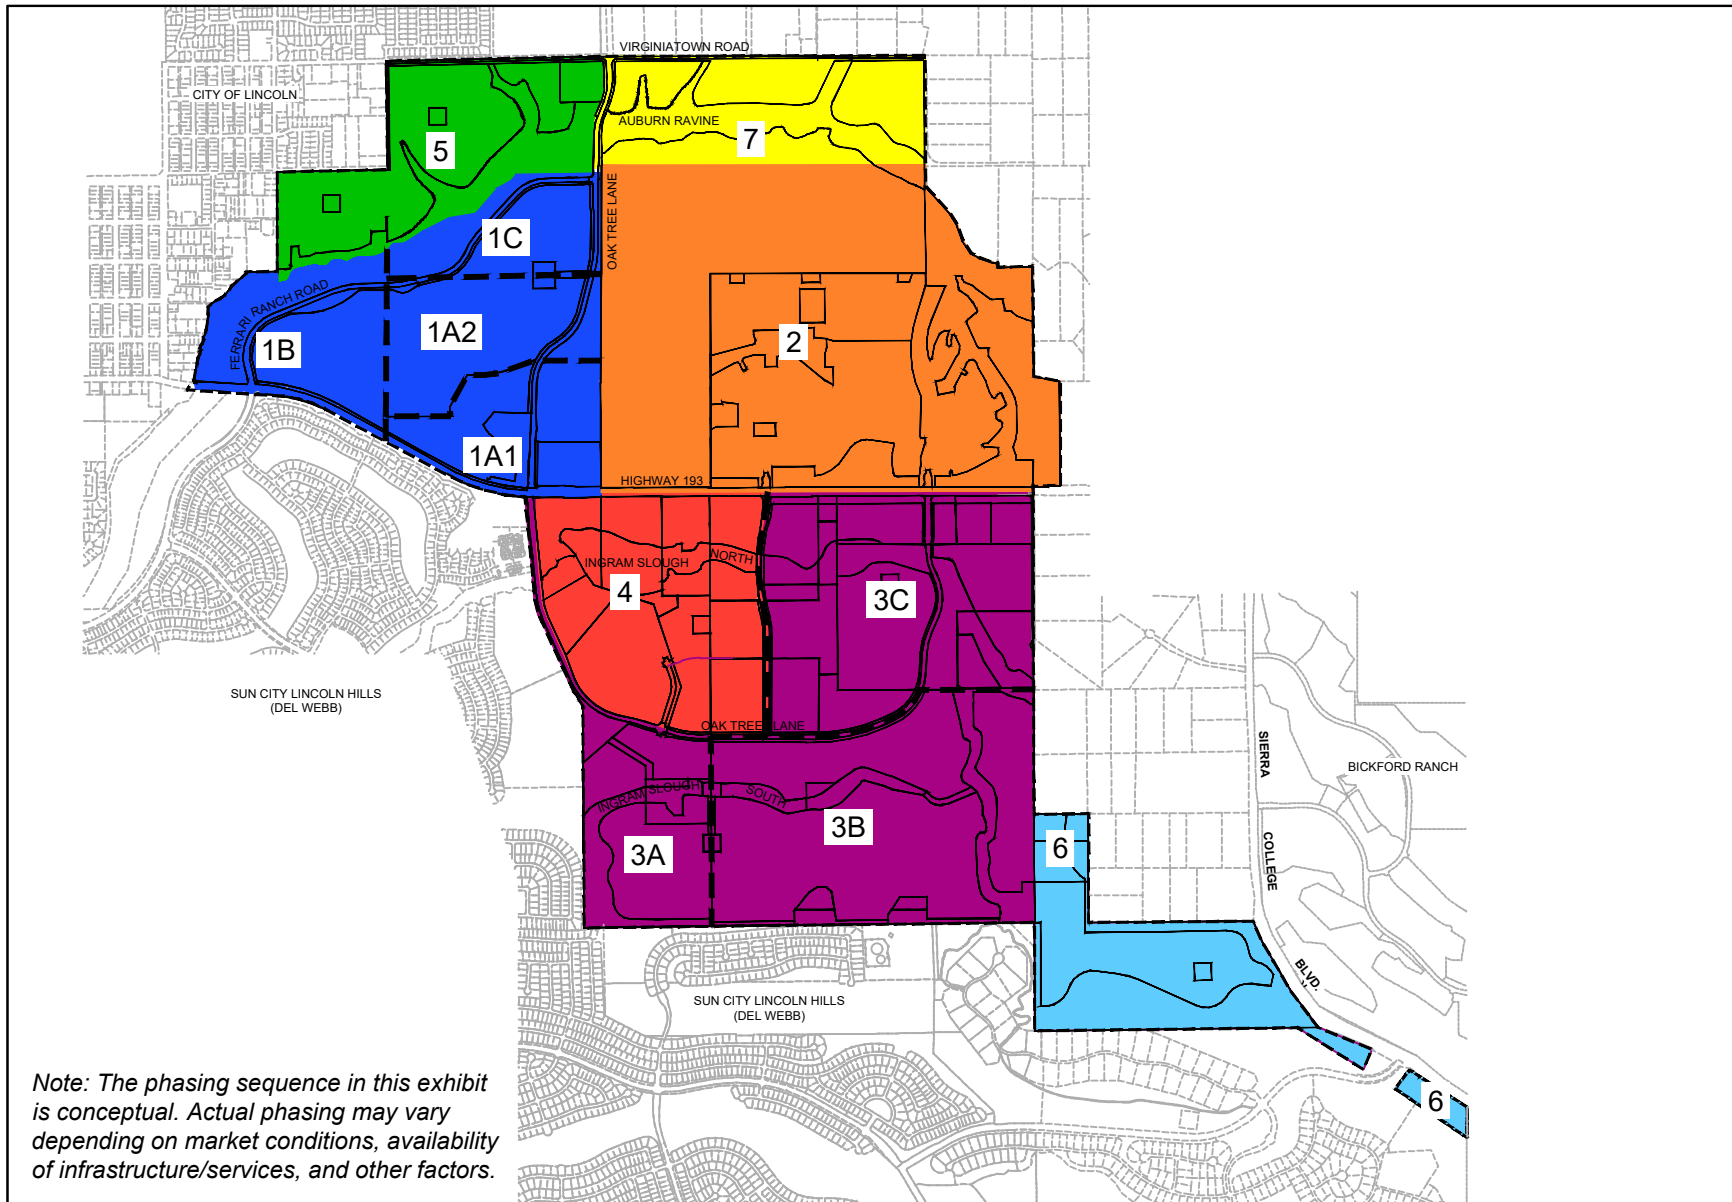 VIRGINIATOWN ROAD
CITY OF LINCOLN
AUBURN RAVINE
7
5
OAK TREE LANE
1C
FERRARI RANCH ROAD
1B
1A2
2
1A1
HIGHWAY 193
INGRAM SLOUGH
NORTH
4
3C
SUN CITY LINCOLN HILLS
(DEL WEBB)
OAK TREE LANE
SIERRA
COLLEGE
BLVD.
BICKFORD RANCH
INGRAM SLOUGH
SOUTH
3A
3B
6
SUN CITY LINCOLN HILLS
(DEL WEBB)
6
Note: The phasing sequence in this exhibit
is conceptual. Actual phasing may vary
depending on market conditions, availability
of infrastructure/services, and other factors.